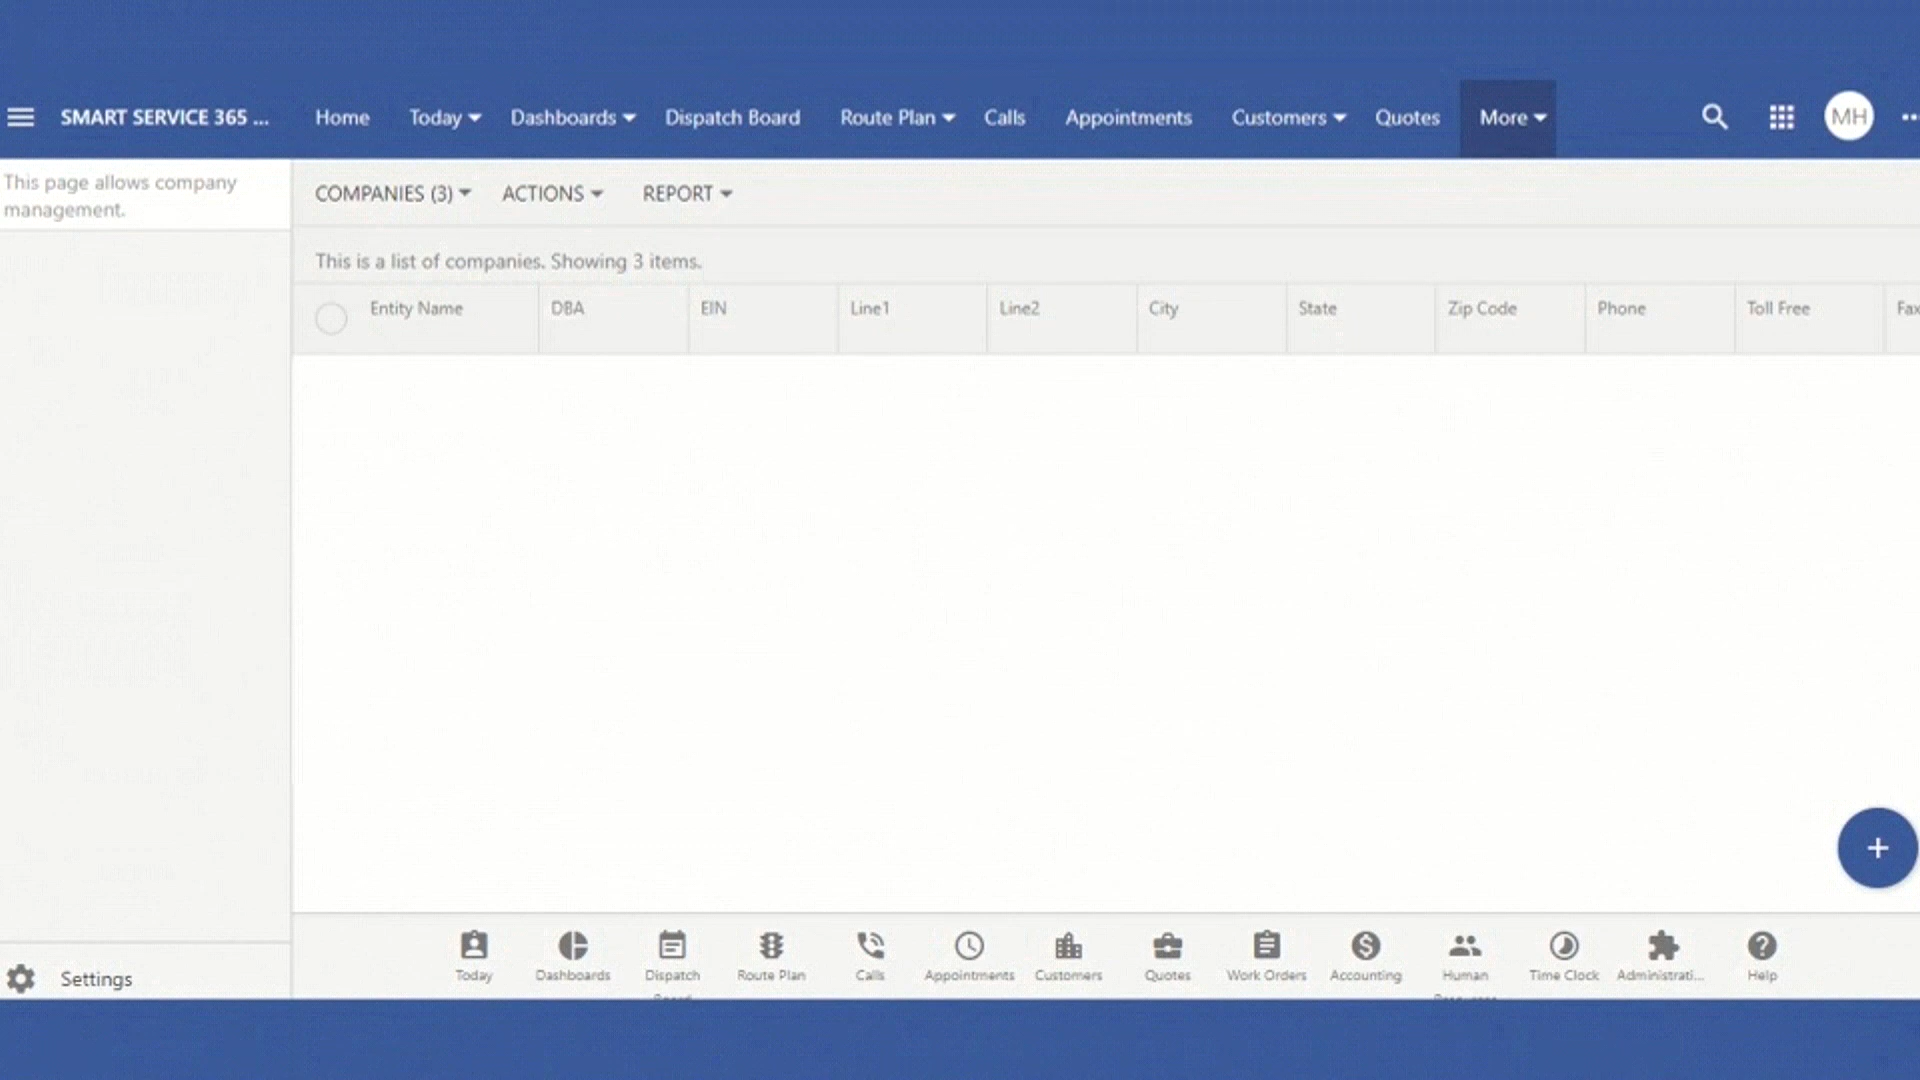 SMART SERVICE 365 ...
Home
Today
Dashboards
Dispatch Board
Route Plan
Calls
Appointments
Customers
Quotes
More
MH
This page allows company
management.
COMPANIES (3)
ACTIONS
REPORT
This is a list of companies. Showing 3 items.
Entity Name
DBA
EIN
Line1
Line2
City
State
Zip Code
Phone
Toll Free
Fax
+
Settings
Today
Dashboards
Dispatch
Route Plan
Calls
Appointments
Customers
Quotes
Work Orders
Accounting
Human
Time Clock
Administrati...
Help